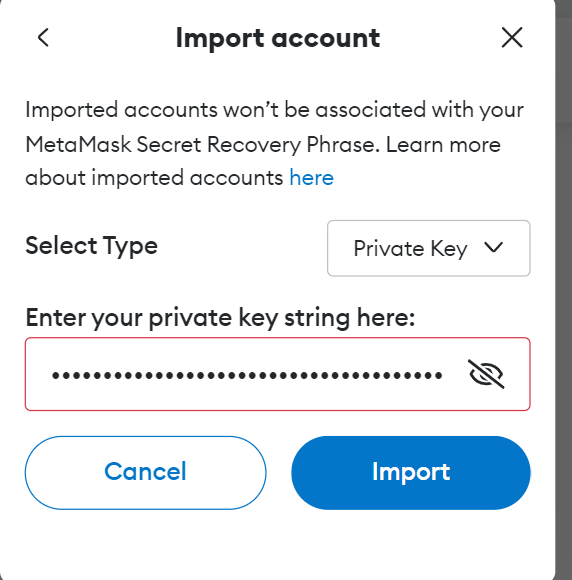 Import account
Imported accounts won’t be associated with your
MetaMask Secret Recovery Phrase. Learn more
about imported accounts here
Select Type
Private Key
Enter your private key string here:
••••••••••••••••••••••••••••••••••••••
Cancel
Import